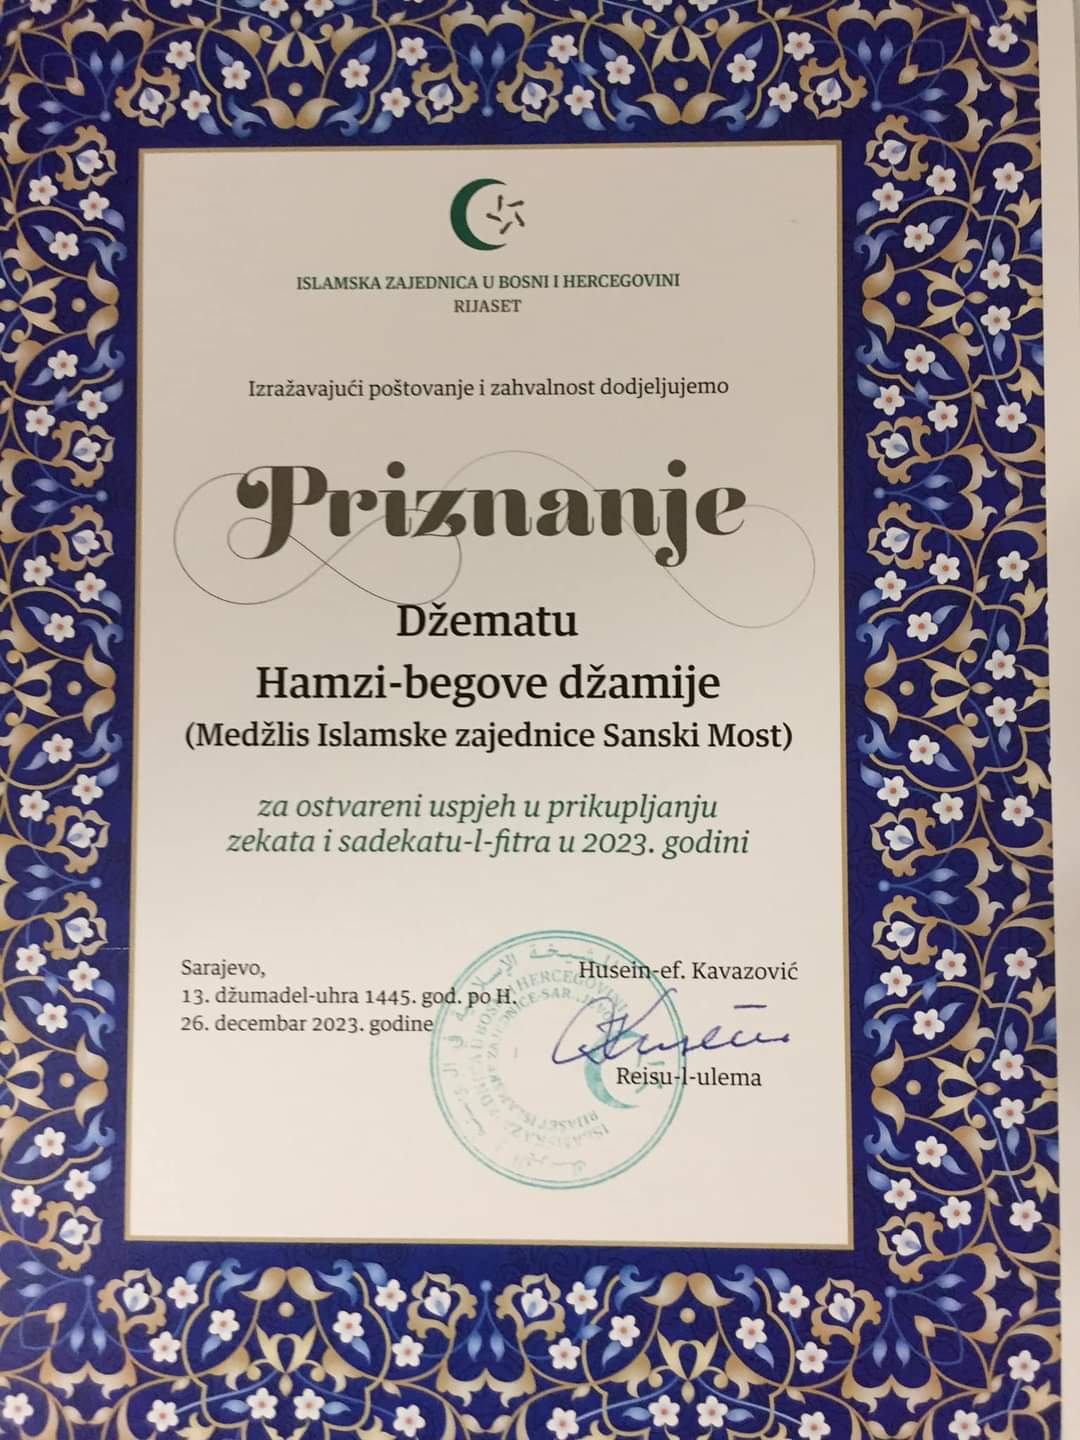 ISLAMSKA ZAJEDNICA U BOSNI I HERCEGOVINI
RIJASET
Izražavajući poštovanje i zahvalnost dodjeljujemo
Priznanje
Džematu
Hamzi-begove džamije
(Medžlis Islamske zajednice Sanski Most)
za ostvareni uspjeh u prikupljanju
zekata i sadekatu-l-fitra u 2023. godini
Sarajevo,
13. džumadel-uhra 1445. god. po H.
26. decembar 2023. godine
Husein-ef. Kavazović
Reisu-l-ulema